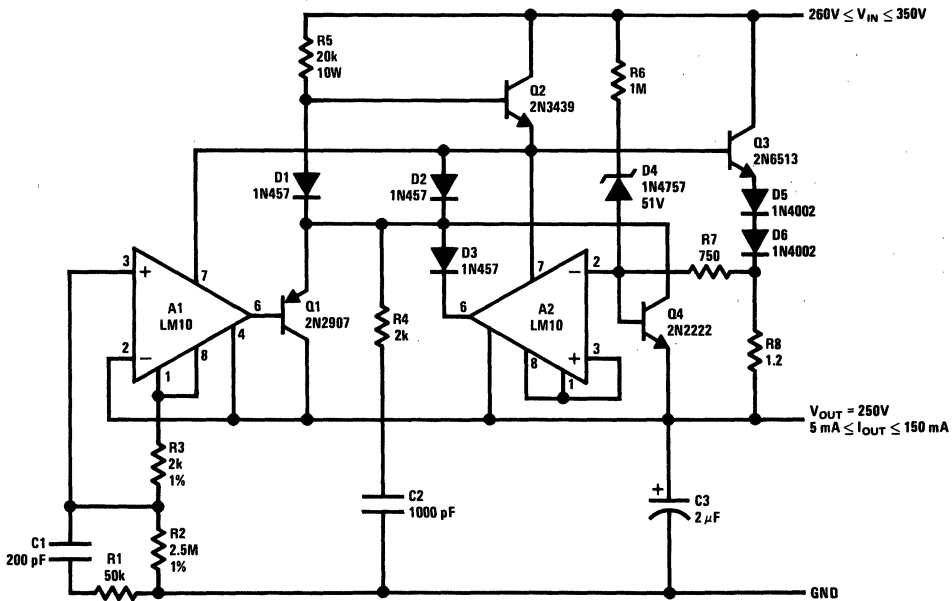 260V ≤ VIN ≤ 350V
R5
20k
10W
Q2
2N3439
R6
1M
Q3
2N6513
D1
1N457
D2
1N457
D4
1N4757
51V
D5
1N4002
D6
1N4002
R7
750
D3
1N457
3
+
7
A1
LM10
6
4
2
−
8
1
Q1
2N2907
R4
2k
7
−
2
6
A2
LM10
+
3
8
1
Q4
2N2222
R8
1.2
VOUT = 250V
5 mA ≤ IOUT ≤ 150 mA
R3
2k
1%
C2
1000 pF
+
C3
2 μF
C1
200 pF
R1
50k
R2
2.5M
1%
GND